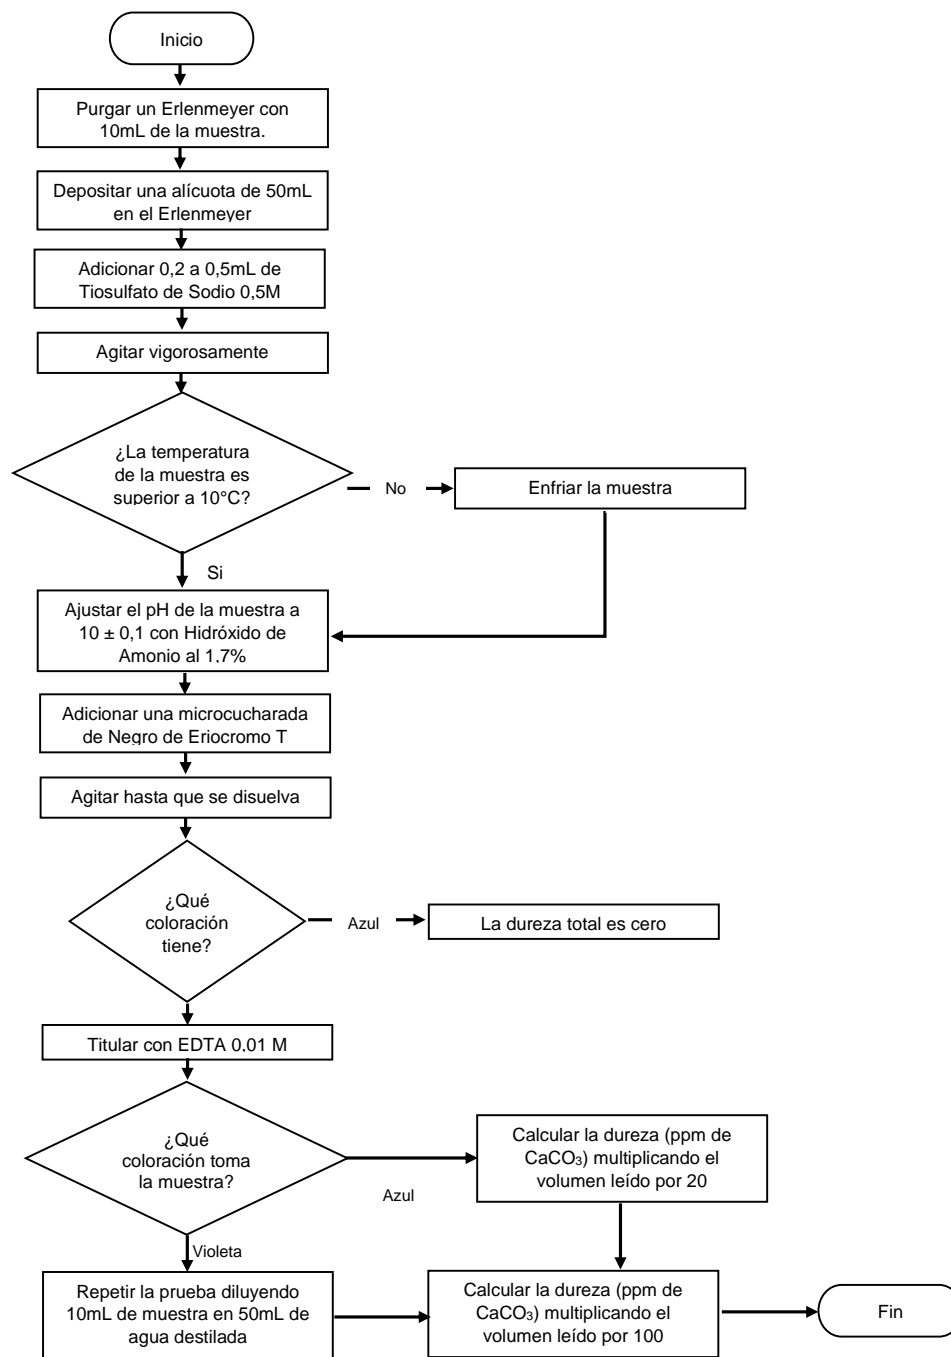 Inicio
Purgar un Erlenmeyer con
10mL de la muestra.
Depositar una alícuota de 50mL
en el Erlenmeyer
Adicionar 0,2 a 0,5mL de
Tiosulfato de Sodio 0,5M
Agitar vigorosamente
¿La temperatura
de la muestra es
superior a 10°C?
No
Enfriar la muestra
Si
Ajustar el pH de la muestra a
10 ± 0,1 con Hidróxido de
Amonio al 1,7%
Adicionar una microcucharada
de Negro de Eriocromo T
Agitar hasta que se disuelva
¿Qué
coloración
tiene?
Azul
La dureza total es cero
Titular con EDTA 0,01 M
¿Qué
coloración toma
la muestra?
Azul
Calcular la dureza (ppm de
CaCO₃) multiplicando el
volumen leído por 20
Violeta
Repetir la prueba diluyendo
10mL de muestra en 50mL de
agua destilada
Calcular la dureza (ppm de
CaCO₃) multiplicando el
volumen leído por 100
Fin